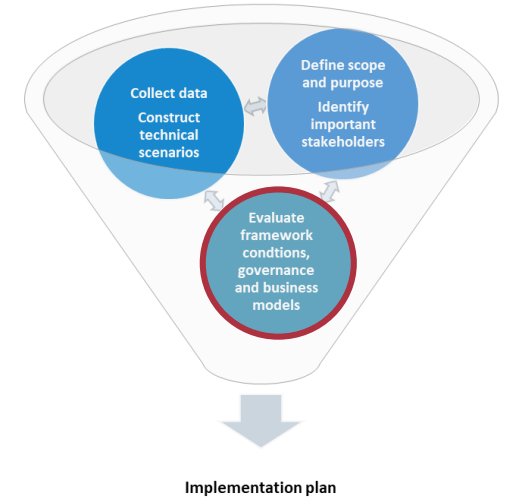 Collect data
Construct
technical
scenarios
Define scope
and purpose
Identify
important
stakeholders
Evaluate
framework
condtions,
governance
and business
models
Implementation plan